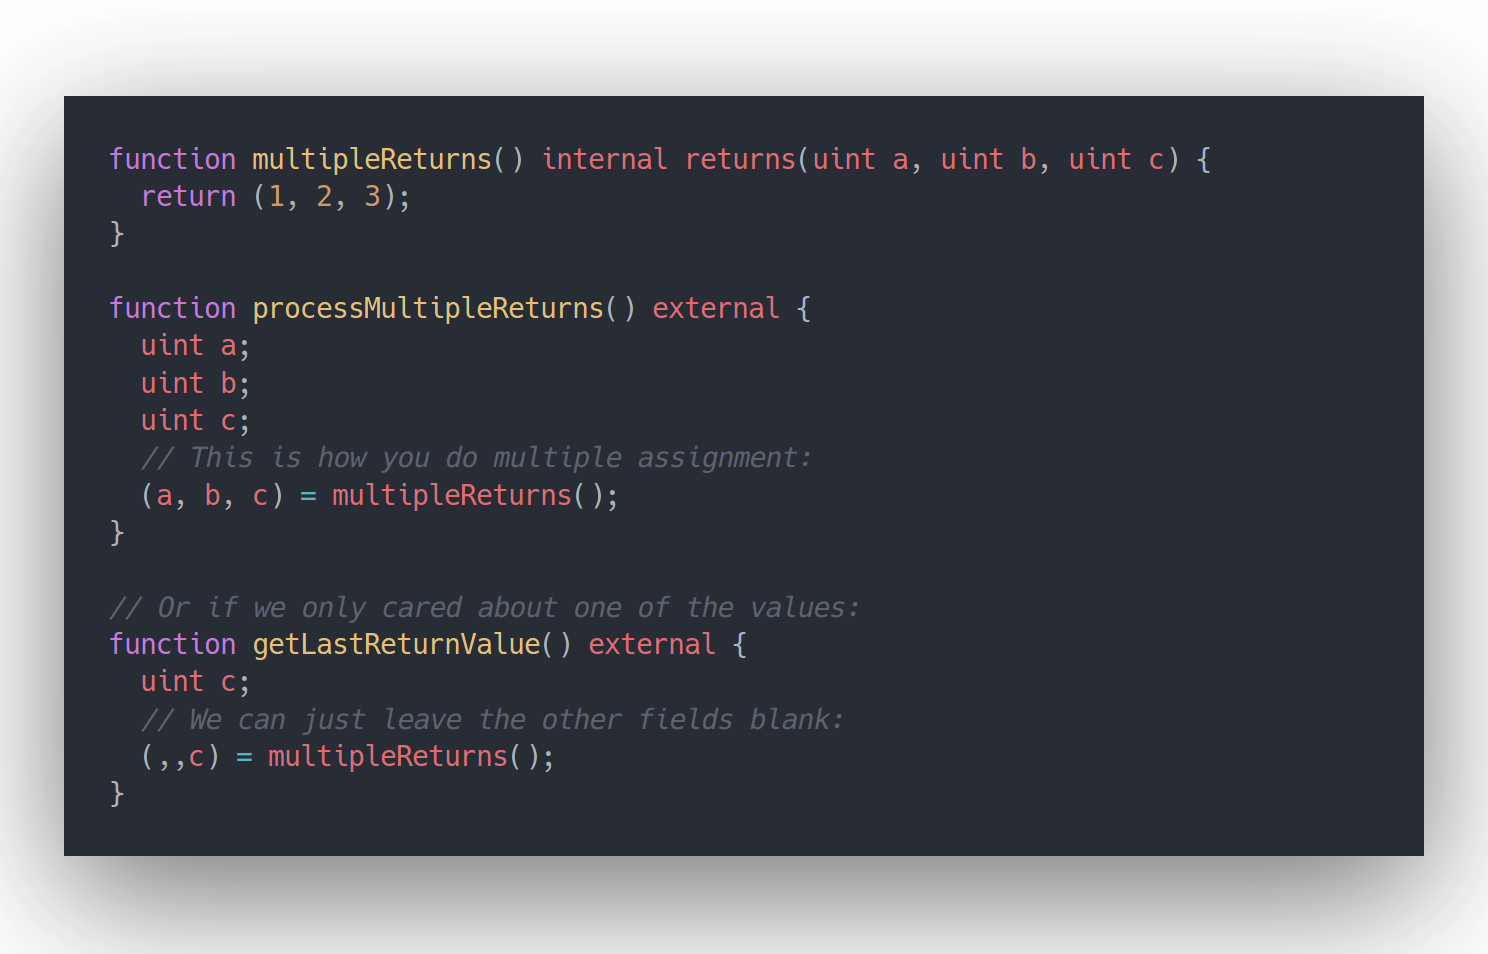 function multipleReturns() internal returns(uint a, uint b, uint c) {
  return (1, 2, 3);
}

function processMultipleReturns() external {
  uint a;
  uint b;
  uint c;
  // This is how you do multiple assignment:
  (a, b, c) = multipleReturns();
}

// Or if we only cared about one of the values:
function getLastReturnValue() external {
  uint c;
  // We can just leave the other fields blank:
  (,,c) = multipleReturns();
}